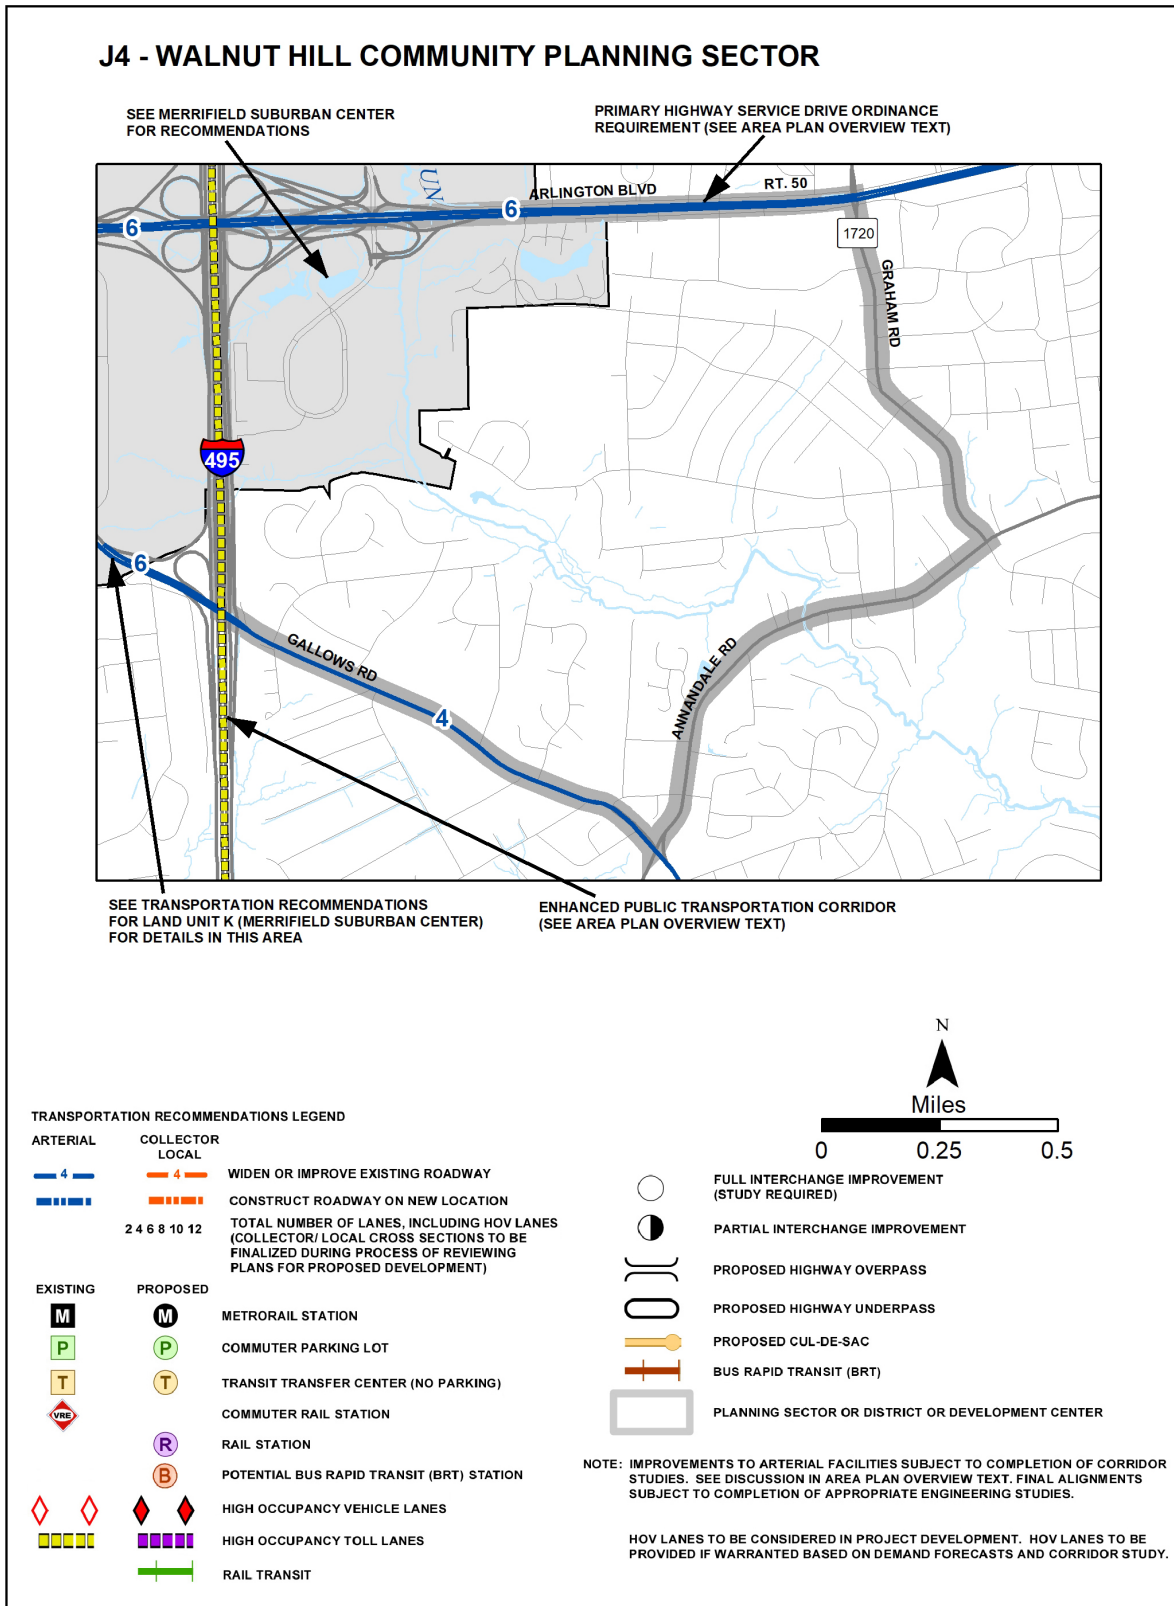 J4 - WALNUT HILL COMMUNITY PLANNING SECTOR
SEE MERRIFIELD SUBURBAN CENTER
FOR RECOMMENDATIONS
PRIMARY HIGHWAY SERVICE DRIVE ORDINANCE
REQUIREMENT (SEE AREA PLAN OVERVIEW TEXT)
UN
ARLINGTON BLVD
RT. 50
6
6
1720
GRAHAM RD
495
6
GALLOWS RD
4
ANNANDALE RD
SEE TRANSPORTATION RECOMMENDATIONS
FOR LAND UNIT K (MERRIFIELD SUBURBAN CENTER)
FOR DETAILS IN THIS AREA
ENHANCED PUBLIC TRANSPORTATION CORRIDOR
(SEE AREA PLAN OVERVIEW TEXT)
N
Miles
0 0.25 0.5
TRANSPORTATION RECOMMENDATIONS LEGEND
ARTERIAL
COLLECTOR
LOCAL
4 4 WIDEN OR IMPROVE EXISTING ROADWAY
CONSTRUCT ROADWAY ON NEW LOCATION
2 4 6 8 10 12 TOTAL NUMBER OF LANES, INCLUDING HOV LANES
(COLLECTOR/ LOCAL CROSS SECTIONS TO BE
FINALIZED DURING PROCESS OF REVIEWING
PLANS FOR PROPOSED DEVELOPMENT)
EXISTING PROPOSED
M M METRORAIL STATION
P P COMMUTER PARKING LOT
T T TRANSIT TRANSFER CENTER (NO PARKING)
VRE COMMUTER RAIL STATION
R RAIL STATION
B POTENTIAL BUS RAPID TRANSIT (BRT) STATION
HIGH OCCUPANCY VEHICLE LANES
HIGH OCCUPANCY TOLL LANES
RAIL TRANSIT
FULL INTERCHANGE IMPROVEMENT
(STUDY REQUIRED)
PARTIAL INTERCHANGE IMPROVEMENT
PROPOSED HIGHWAY OVERPASS
PROPOSED HIGHWAY UNDERPASS
PROPOSED CUL-DE-SAC
BUS RAPID TRANSIT (BRT)
PLANNING SECTOR OR DISTRICT OR DEVELOPMENT CENTER
NOTE: IMPROVEMENTS TO ARTERIAL FACILITIES SUBJECT TO COMPLETION OF CORRIDOR
STUDIES. SEE DISCUSSION IN AREA PLAN OVERVIEW TEXT. FINAL ALIGNMENTS
SUBJECT TO COMPLETION OF APPROPRIATE ENGINEERING STUDIES.
HOV LANES TO BE CONSIDERED IN PROJECT DEVELOPMENT. HOV LANES TO BE
PROVIDED IF WARRANTED BASED ON DEMAND FORECASTS AND CORRIDOR STUDY.